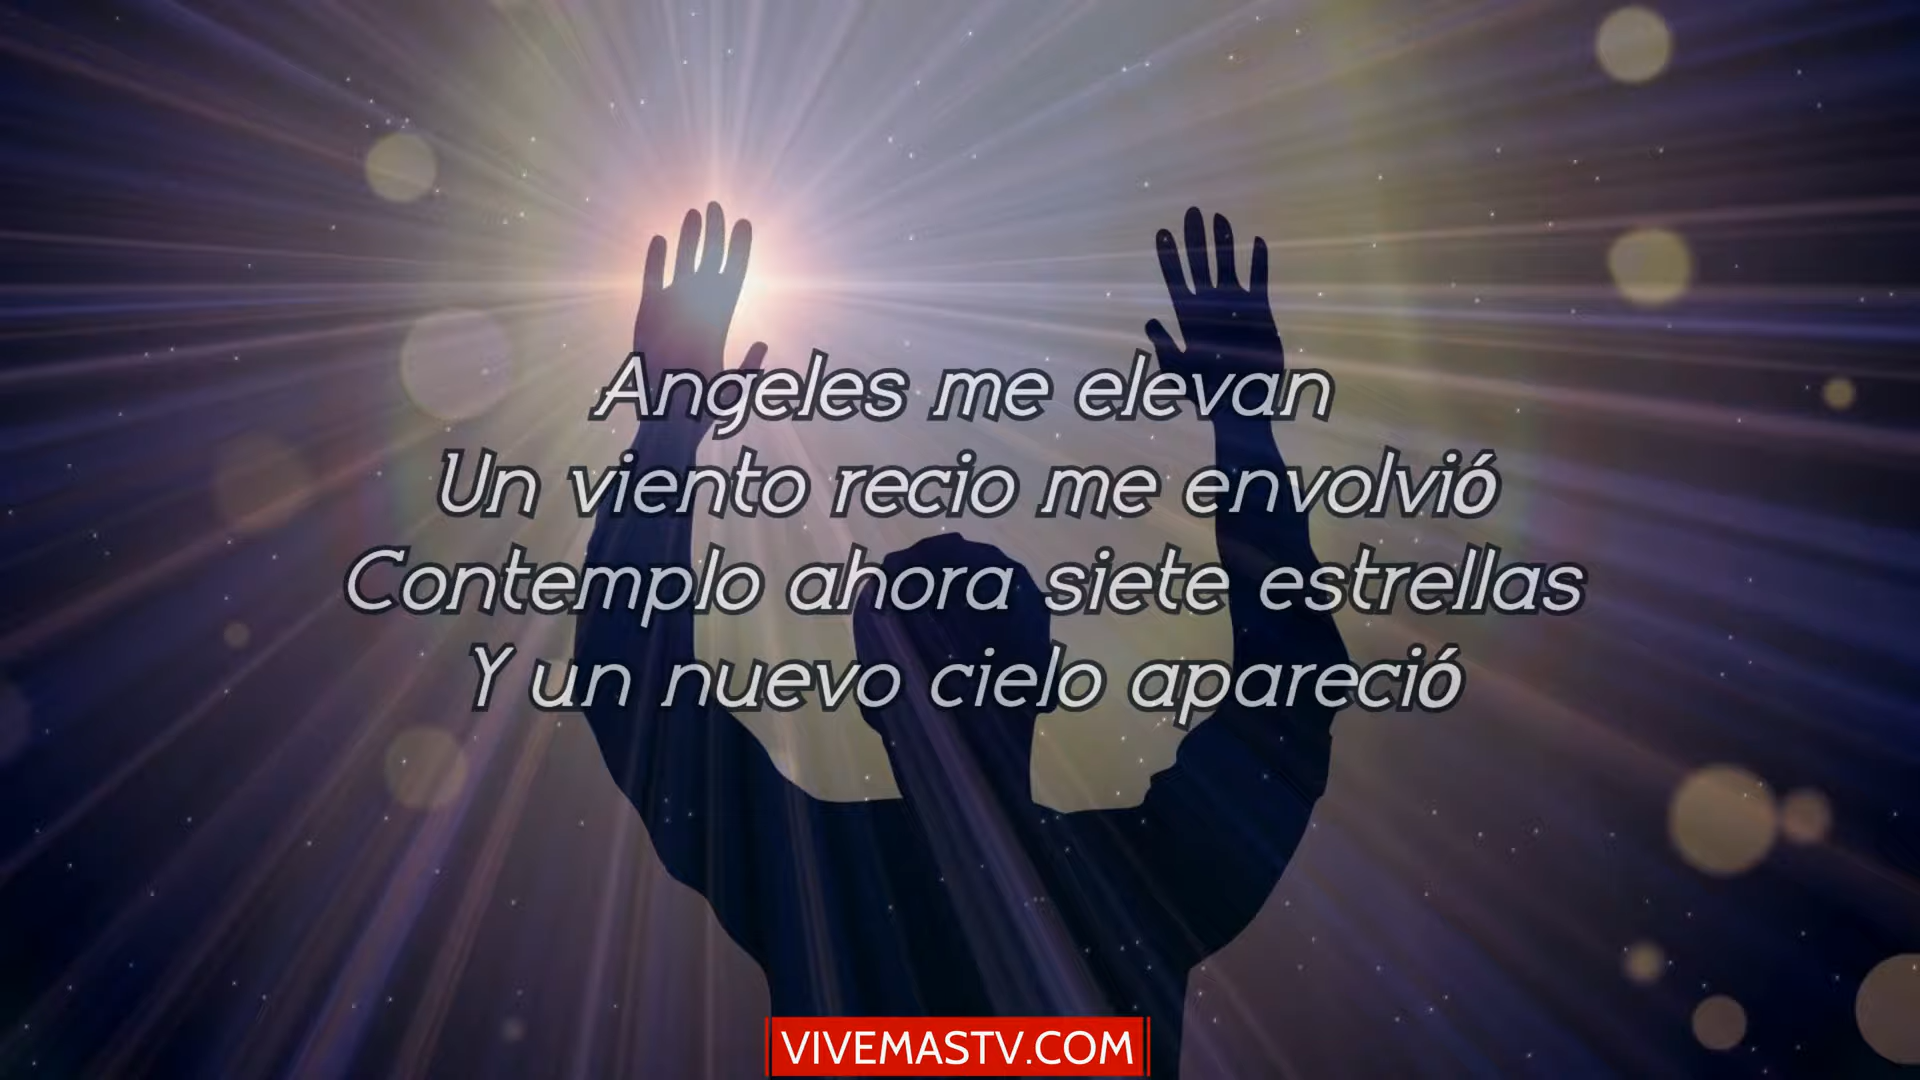 Angeles me elevan
Un viento recio me envolvió
Contemplo ahora siete estrellas
Y un nuevo cielo apareció
VIVEMASTV.COM